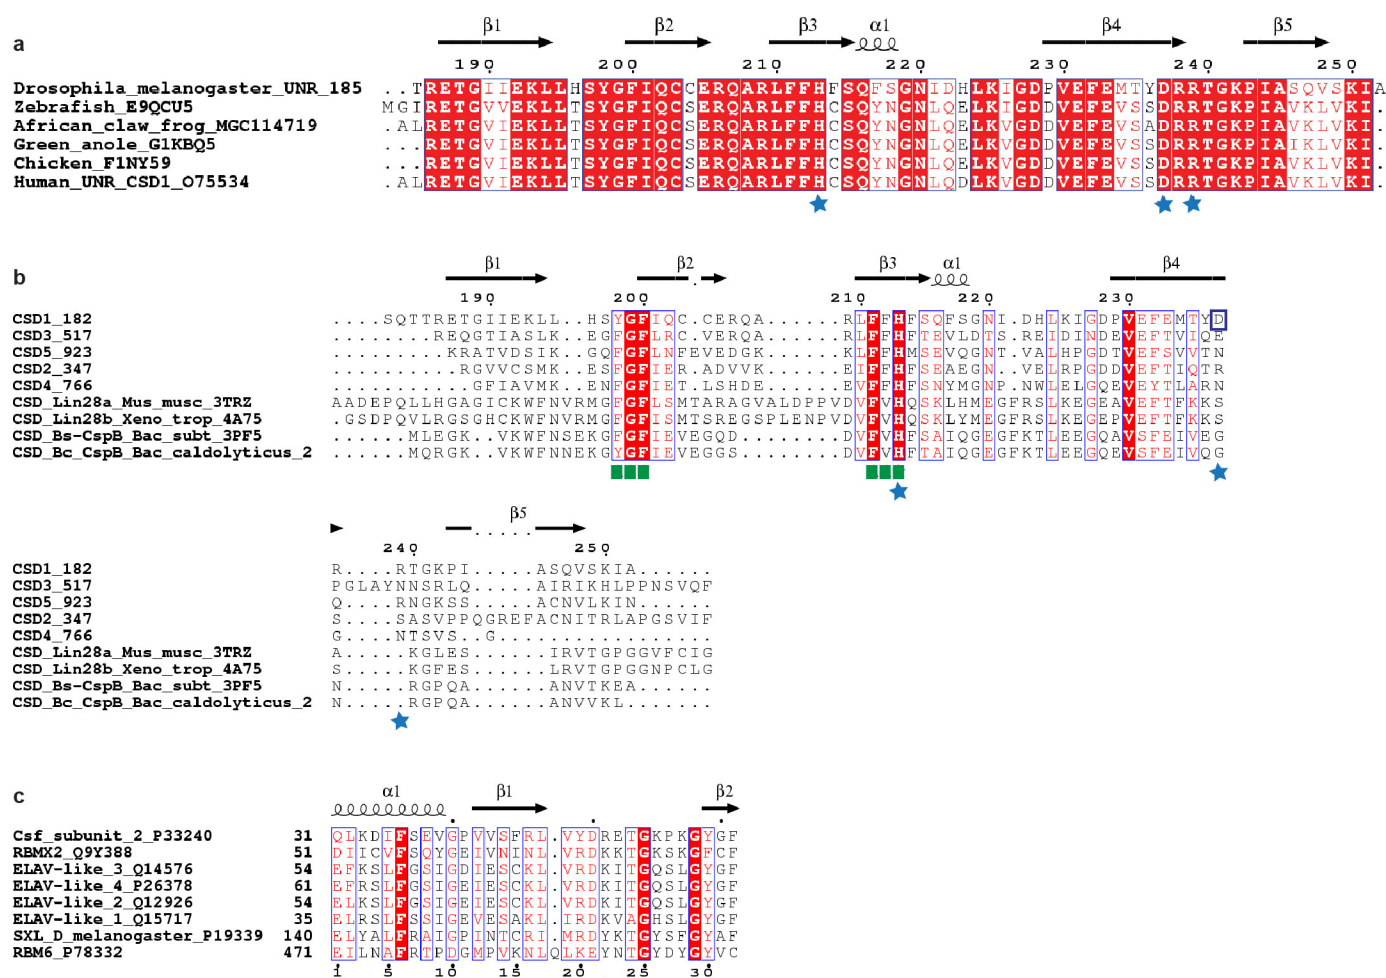 a
β1 β2 β3 α1 β4 β5
190 200 210 220 230 240 250
Drosophila_melanogaster_UNR_185 ..TRETGIIEKLLHSYGFIQCCERQARLFFHFSQFSGNIDHLKIGDPVEFEMTYDRRTGKPIASQVSKIA
Zebrafish_E9QCU5 MGIRETGVVEKLLTSYGFIQCSERQARLFFHCSQYNGNLQELKIGDDVEFEVSSDRRTGKPIAVKLVKI.
African_claw_frog_MGC114719 .ALRETGVIEKLLTSYGFIQCSERQARLFFHCSQYNGNLQELKVGDDVEFEVSADRRTGKPIAVKLVKI.
Green_anole_G1KBQ5 ...RETGVIEKLLTSYGFIQCSERQARLFFHCSQYNGNLQELKVGDDVEFEVSSDRRTGKPIAVKLVKI.
Chicken_F1NY59 ...RETGVIEKLLTSYGFIQCSERQARLFFHCSQYNGNLQELKVGDDVEFEVSSDRRTGKPIAVKLVKI.
Human_UNR_CSD1_O75534 .ALRETGVIEKLLTSYGFIQCSERQARLFFHCSQYNGNLQDLKVGDDVEFEVSSDRRTGKPIAVKLVKI.
b
β1 β2 β3 α1 β4
190 200 210 220 230
CSD1_182 ....SQTTRETGIIEKLL..HSYGFIQC.CERQA......RLFFHFSQFSGNI.DHLKIGDPVEFEMTYD
CSD3_517 ........REQGTIASLK..EGFGFLRC.VERQA......RLFFHFTEVLDTS.REIDINDEVEFTVIQE
CSD5_923 .......KRATVDSIK...GQFGFLNFEVEDGK......KLFFHMSEVQGNT.VALHPGDTVEFSVVTN
CSD2_347 ........RGVVCSMK...ENFGFIER.ADVVK......EIFFHFSEAEGN..VELRPGDDVEFTIQTR
CSD4_766 .........GFIAVMK...ENFGFIET.LSHDE......EVFFHFSNYMGNP.NWLELGQEVEYTLARN
CSD_Lin28a_Mus_musc_3TRZ AADEPQLLHGAGICKWFNVRMGFGFLSMTARAGVALDPPVDVFVHQSKLHMEGFRSLKEGEAVEFTFKKS
CSD_Lin28b_Xeno_trop_4A75 .GSDPQVLRGSGHCKWFNVRMGFGFISMTSREGSPLENPVDVFVHQSKLYMEGFRSLKEGEPVEFTFKKS
CSD_Bs-CspB_Bac_subt_3PF5 ......MLEGK..VKWFNSEKGFGFIEVEGQD......DVFVHFSAIQGEGFKTLEEGQAVSFEIVEG
CSD_Bc_CspB_Bac_caldolyticus_2 ......MQRGK..VKWFNNEKGYGFIEVEGGS......DVFVHFTAIQGEGFKTLEEGQEVSFEIVQG
β5
240 250
CSD1_182 R....RTGKPI.....ASQVSKIA......
CSD3_517 PGLAYNNSRLQ.....AIRIKHLPPNSVQF
CSD5_923 Q....RNGKSS.....ACNVLKIN......
CSD2_347 S....SASVPPQGREFACNITRLAPGSVIF
CSD4_766 G....NTSVS..G.................
CSD_Lin28a_Mus_musc_3TRZ A.....KGLES.....IRVTGPGGVFCIG
CSD_Lin28b_Xeno_trop_4A75 S.....KGFES.....LRVTGPGGNPCLG
CSD_Bs-CspB_Bac_subt_3PF5 N.....RGPQA.....ANVTKEA......
CSD_Bc_CspB_Bac_caldolyticus_2 N.....RGPQA.....ANVVKL.......
c
α1 β1 β2
Csf_subunit_2_P33240 31 QLKDIFSEVGPVVSFRL.VYDRETGKPKGYGF
RBMX2_Q9Y388 51 DIICVFSQYGEIVNINL.VRDKKTGKSKGFCF
ELAV-like_3_Q14576 54 EFKSLFGSIGDIESCKL.VRDKITGQSLGYGF
ELAV-like_4_P26378 61 EFRSLFGSIGEIESCKL.VRDKITGQSLGYGF
ELAV-like_2_Q12926 54 ELKSLFGSIGEIESCKL.VRDKITGQSLGYGF
ELAV-like_1_Q15717 35 ELRSLFSSIGEVESAKL.IRDKVAGHSLGYGF
SXL_D_melanogaster_P19339 140 ELYALFRAIGPINTCRI.MRDYKTGYSFGYAF
RBM6_P78332 471 EILNAFRTPDGMPVKNLQLKEYNTGYDYGYVC
1 5 10 15 20 25 30